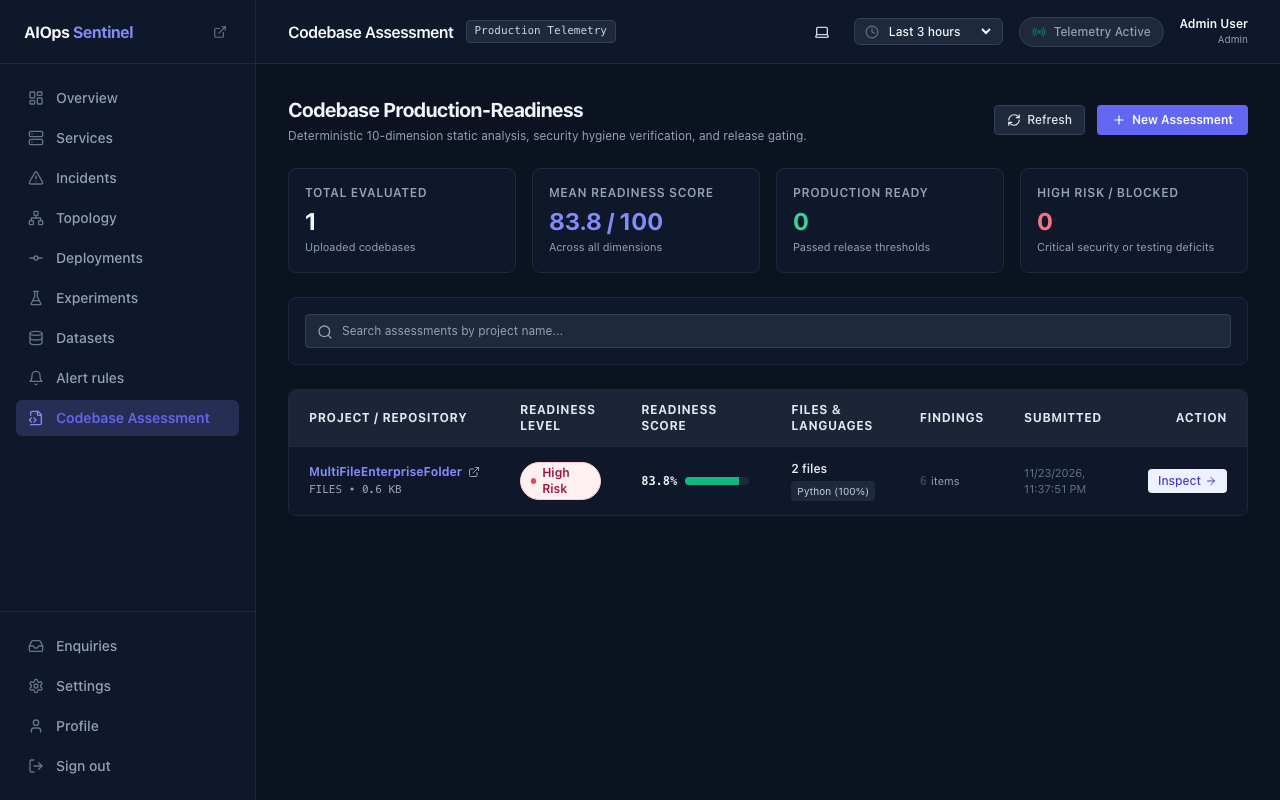 AIOps Sentinel
Overview
Services
Incidents
Topology
Deployments
Experiments
Datasets
Alert rules
Codebase Assessment
Enquiries
Settings
Profile
Sign out
Codebase Assessment
Production Telemetry
Last 3 hours
Telemetry Active
Admin User
Admin
Codebase Production-Readiness
Deterministic 10-dimension static analysis, security hygiene verification, and release gating.
Refresh
New Assessment
TOTAL EVALUATED
1
Uploaded codebases
MEAN READINESS SCORE
83.8 / 100
Across all dimensions
PRODUCTION READY
0
Passed release thresholds
HIGH RISK / BLOCKED
0
Critical security or testing deficits
Search assessments by project name...
PROJECT / REPOSITORY
READINESS
LEVEL
READINESS
SCORE
FILES &
LANGUAGES
FINDINGS
SUBMITTED
ACTION
MultiFileEnterpriseFolder
FILES • 0.6 KB
High
Risk
83.8%
2 files
Python (100%)
6 items
11/23/2026,
11:37:51 PM
Inspect →